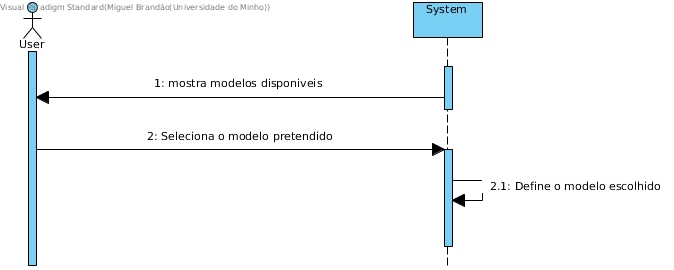 Visual Paradigm Standard(Miguel Brandão(Universidade do Minho))
System
User
1: mostra modelos disponiveis
2: Seleciona o modelo pretendido
2.1: Define o modelo escolhido